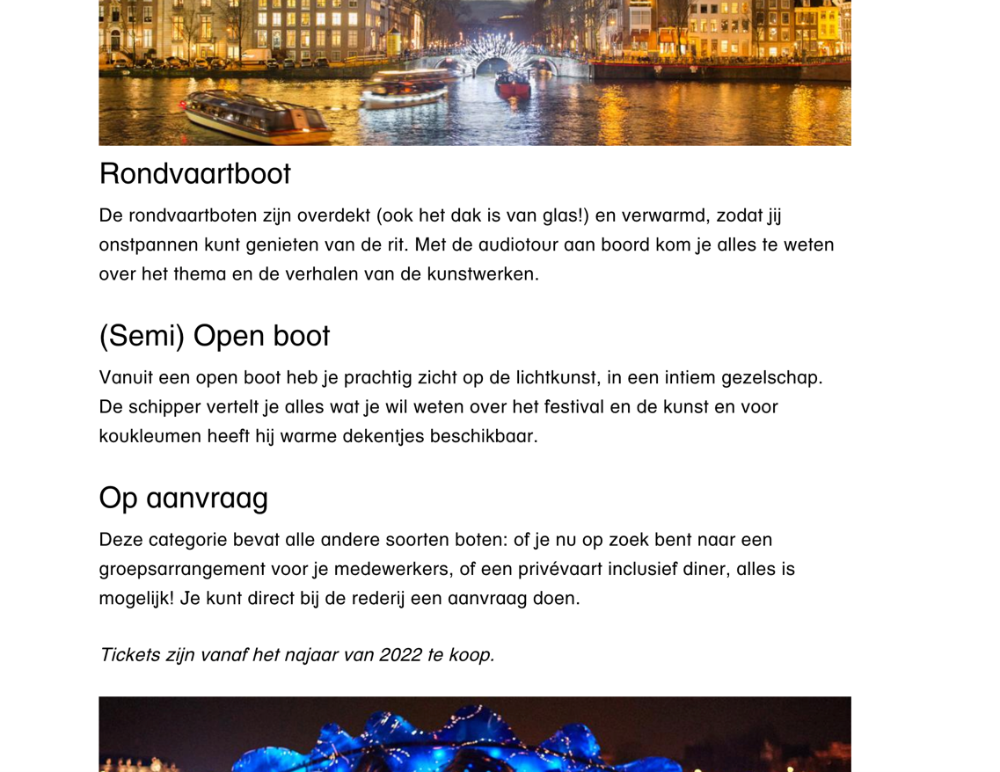 Rondvaartboot
De rondvaartboten zijn overdekt (ook het dak is van glas!) en verwarmd, zodat jij
onstpannen kunt genieten van de rit. Met de audiotour aan boord kom je alles te weten
over het thema en de verhalen van de kunstwerken.
(Semi) Open boot
Vanuit een open boot heb je prachtig zicht op de lichtkunst, in een intiem gezelschap.
De schipper vertelt je alles wat je wil weten over het festival en de kunst en voor
koukleumen heeft hij warme dekentjes beschikbaar.
Op aanvraag
Deze categorie bevat alle andere soorten boten: of je nu op zoek bent naar een
groepsarrangement voor je medewerkers, of een privévaart inclusief diner, alles is
mogelijk! Je kunt direct bij de rederij een aanvraag doen.
Tickets zijn vanaf het najaar van 2022 te koop.